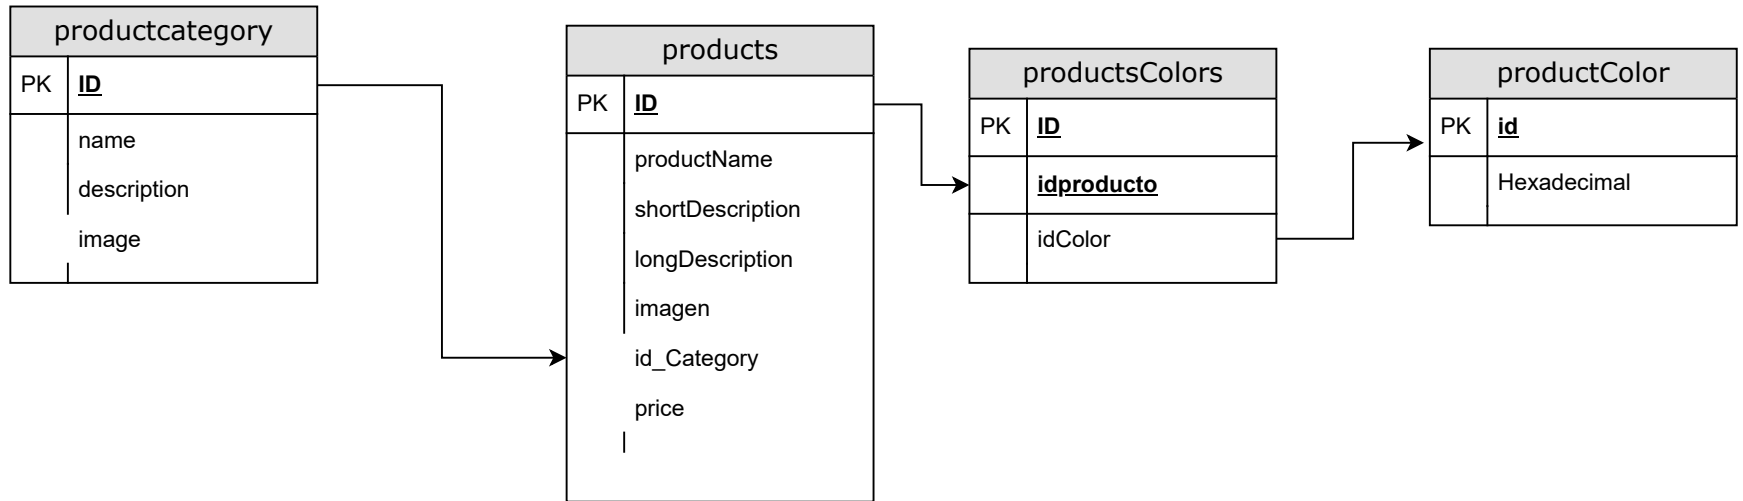 productcategory
PK ID
name
description
image
products
PK ID
productName
shortDescription
longDescription
imagen
id_Category
price
productsColors
PK ID
idproducto
idColor
productColor
PK id
Hexadecimal